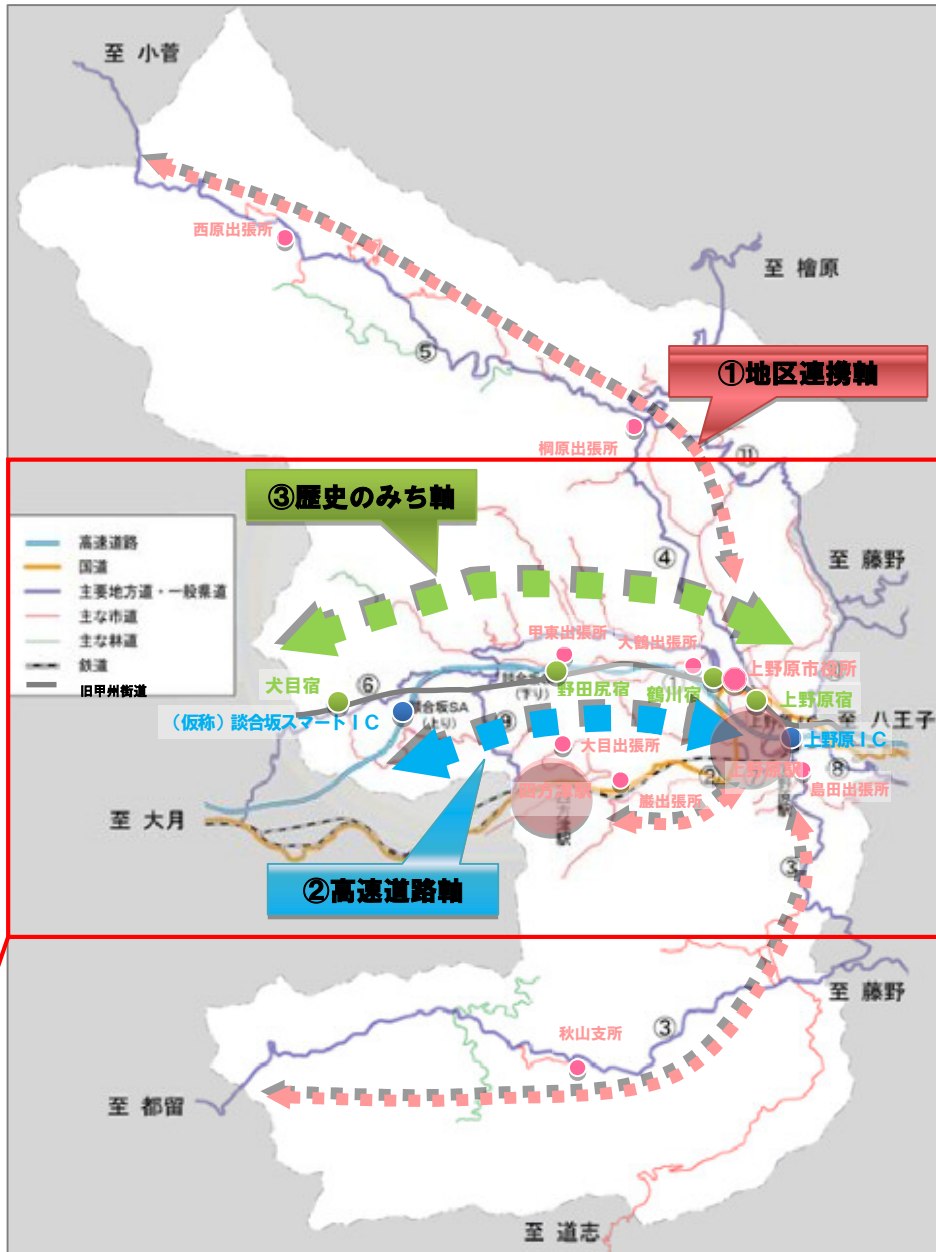 至 小菅
西原出張所
至 檜原
⑤
①地区連携軸
棡原出張所
⑪
③歴史のみち軸
高速道路
国道
主要地方道・一般県道
主な市道
主な林道
鉄道
旧甲州街道
④
至 藤野
甲東出張所
大鶴出張所
上野原市役所
犬目宿
⑥
野田尻宿
(下り)
鶴川宿
①
上野原宿
(仮称)談合坂スマートIC
談合坂SA
(上り)
⑨
至 八王子
上野原IC
大目出張所
四方津駅
巌出張所
②
上野原駅
⑧
島田出張所
至 大月
②高速道路軸
③
至 藤野
秋山支所
③
至 都留
至 道志